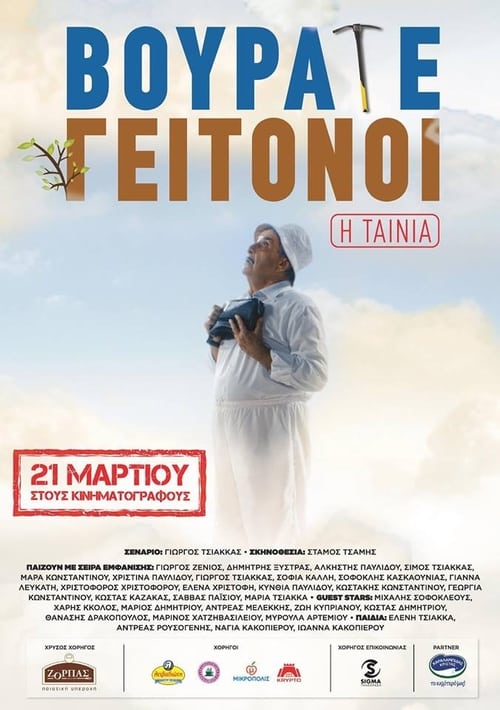 ΒΟΥΡΑΤΕ
ΓΕΙΤΟΝΟΙ
Η ΤΑΙΝΙΑ
21 ΜΑΡΤΙΟΥ
ΣΤΟΥΣ ΚΙΝΗΜΑΤΟΓΡΑΦΟΥΣ
ΣΕΝΑΡΙΟ: ΓΙΩΡΓΟΣ ΤΣΙΑΚΚΑΣ • ΣΚΗΝΟΘΕΣΙΑ: ΣΤΑΜΟΣ ΤΣΑΜΗΣ
ΠΑΙΖΟΥΝ ΜΕ ΣΕΙΡΑ ΕΜΦΑΝΙΣΗΣ: ΓΙΩΡΓΟΣ ΖΕΝΙΟΣ, ΔΗΜΗΤΡΗΣ ΞΥΣΤΡΑΣ, ΑΛΚΗΣΤΗΣ ΠΑΥΛΙΔΟΥ, ΣΙΜΟΣ ΤΣΙΑΚΚΑΣ,
ΜΑΡΑ ΚΩΝΣΤΑΝΤΙΝΟΥ, ΧΡΙΣΤΙΝΑ ΠΑΥΛΙΔΟΥ, ΓΙΩΡΓΟΣ ΤΣΙΑΚΚΑΣ, ΣΟΦΙΑ ΚΑΛΛΗ, ΣΟΦΟΚΛΗΣ ΚΑΣΚΑΟΥΝΙΑΣ, ΓΙΑΝΝΑ
ΛΕΥΚΑΤΗ, ΧΡΙΣΤΟΦΟΡΟΣ ΧΡΙΣΤΟΦΟΡΟΥ, ΕΛΕΝΑ ΧΡΙΣΤΟΦΗ, ΚΥΝΘΙΑ ΠΑΥΛΙΔΟΥ, ΚΩΣΤΑΚΗΣ ΚΩΝΣΤΑΝΤΙΝΟΥ, ΓΕΩΡΓΙΑ
ΚΩΝΣΤΑΝΤΙΝΟΥ, ΚΩΣΤΑΣ ΚΑΖΑΚΑΣ, ΣΑΒΒΑΣ ΠΑΪΣΙΟΥ, ΜΑΡΙΑ ΤΣΙΑΚΚΑ • GUEST STARS: ΜΙΧΑΛΗΣ ΣΟΦΟΚΛΕΟΥΣ,
ΧΑΡΗΣ ΚΚΟΛΟΣ, ΜΑΡΙΟΣ ΔΗΜΗΤΡΙΟΥ, ΑΝΤΡΕΑΣ ΜΕΛΕΚΚΗΣ, ΖΩΗ ΚΥΠΡΙΑΝΟΥ, ΚΩΣΤΑΣ ΔΗΜΗΤΡΙΟΥ,
ΘΑΝΑΣΗΣ ΔΡΑΚΟΠΟΥΛΟΣ, ΜΑΡΙΝΟΣ ΧΑΤΖΗΒΑΣΙΛΕΙΟΥ, ΜΥΡΟΥΛΑ ΑΡΤΕΜΙΟΥ • ΠΑΙΔΙΑ: ΕΛΕΝΗ ΤΣΙΑΚΚΑ,
ΑΝΤΡΕΑΣ ΡΟΥΣΟΓΕΝΗΣ, ΝΑΓΙΑ ΚΑΚΟΠΙΕΡΟΥ, ΙΩΑΝΝΑ ΚΑΚΟΠΙΕΡΟΥ
ΧΡΥΣΟΣ ΧΟΡΗΓΟΣ
ΧΟΡΗΓΟΙ
ΧΟΡΗΓΟΣ ΕΠΙΚΟΙΝΩΝΙΑΣ
PARTNER
ΖΟΡΠΑΣ
ποιοτική υπεροχή
ΜΙΚΡΟΠΟΛΙΣ
KRYPTO
SIGMA